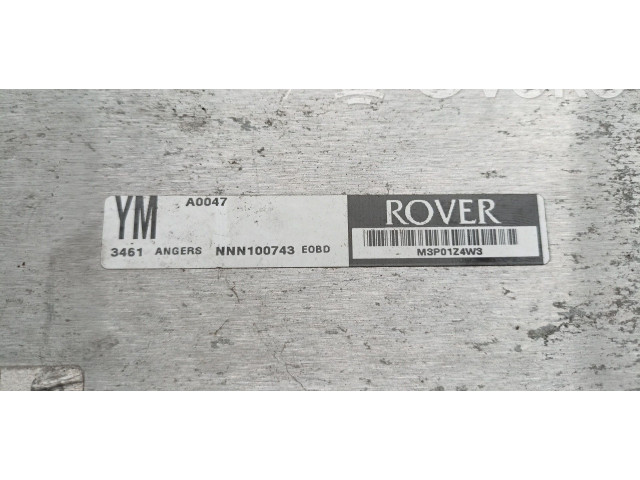 YM A0047
3461 ANGERS NNN100743 EOBD
ROVER
M3P01Z4W3